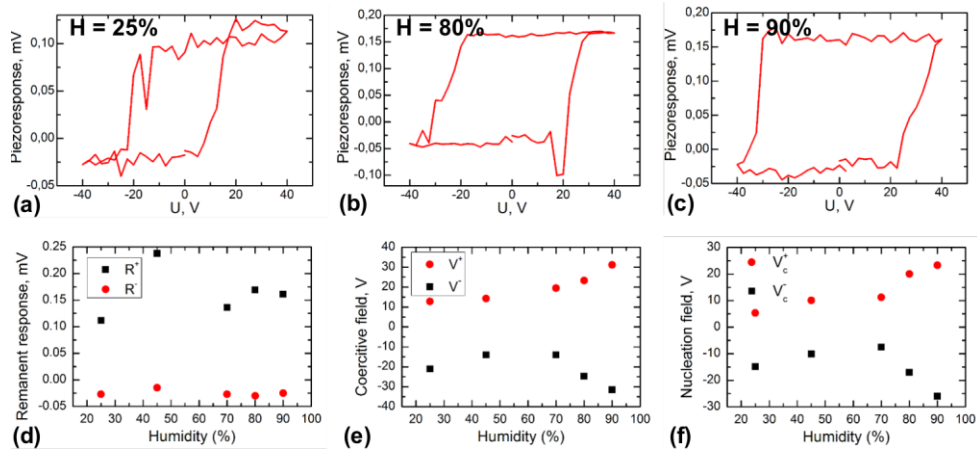 H = 25%
Piezoresponse, mV
0,10
0,05
0,00
-0,05
-40
-20
0
20
40
U, V
(a)
H = 80%
Piezoresponse, mV
0,20
0,15
0,10
0,05
0,00
-0,05
-0,10
-40
-20
0
20
40
U, V
(b)
H = 90%
Piezoresponse, mV
0,20
0,15
0,10
0,05
0,00
-0,05
-40
-20
0
20
40
U, V
(c)
Remanent response, mV
0.25
0.20
0.15
0.10
0.05
0.00
-0.05
R+
R-
20 30 40 50 60 70 80 90 100
Humidity (%)
(d)
Coercitive field, V
40
30
20
10
0
-10
-20
-30
-40
V+
V-
20 30 40 50 60 70 80 90 100
Humidity (%)
(e)
Nucleation field, V
30
20
10
0
-10
-20
-30
Vc+
Vc-
20 30 40 50 60 70 80 90 100
Humidity (%)
(f)